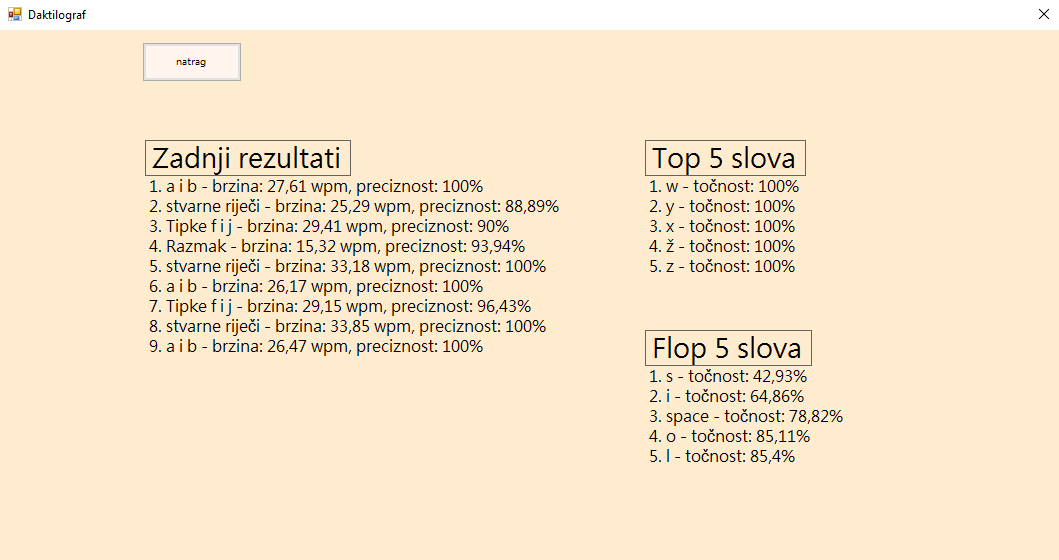 Daktilograf
natrag
Zadnji rezultati
1. a i b - brzina: 27,61 wpm, preciznost: 100%
2. stvarne riječi - brzina: 25,29 wpm, preciznost: 88,89%
3. Tipke f i j - brzina: 29,41 wpm, preciznost: 90%
4. Razmak - brzina: 15,32 wpm, preciznost: 93,94%
5. stvarne riječi - brzina: 33,18 wpm, preciznost: 100%
6. a i b - brzina: 26,17 wpm, preciznost: 100%
7. Tipke f i j - brzina: 29,15 wpm, preciznost: 96,43%
8. stvarne riječi - brzina: 33,85 wpm, preciznost: 100%
9. a i b - brzina: 26,47 wpm, preciznost: 100%
Top 5 slova
1. w - točnost: 100%
2. y - točnost: 100%
3. x - točnost: 100%
4. ž - točnost: 100%
5. z - točnost: 100%
Flop 5 slova
1. s - točnost: 42,93%
2. i - točnost: 64,86%
3. space - točnost: 78,82%
4. o - točnost: 85,11%
5. l - točnost: 85,4%